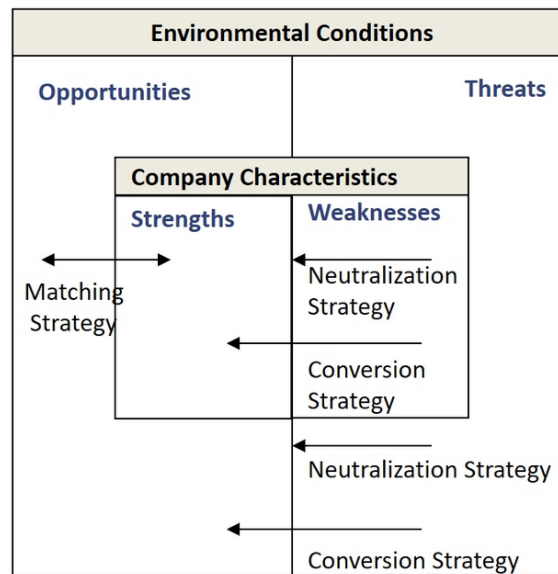 Environmental Conditions
Opportunities
Threats
Company Characteristics
Strengths
Weaknesses
Matching
Strategy
Neutralization
Strategy
Conversion
Strategy
Neutralization Strategy
Conversion Strategy